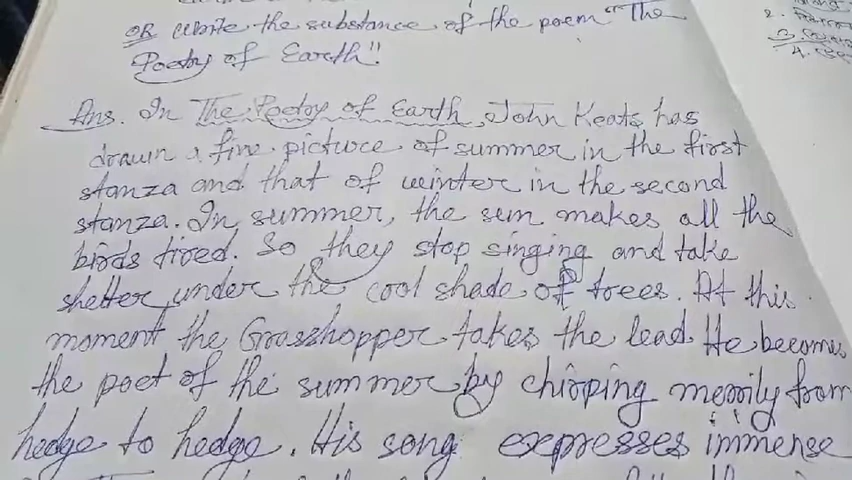 OR Write the substance of the poem "The
Poetry of Earth".
Ans. In The Poetry of Earth, John Keats has
drawn a fine picture of summer in the first
stanza and that of winter in the second
stanza. In summer, the sun makes all the
birds tired. So they stop singing and take
shelter under the cool shade of trees. At this
moment the Grasshopper takes the lead. He becomes
the poet of the summer by chirping merrily from
hedge to hedge. His song expresses immense
2.
3.
4.